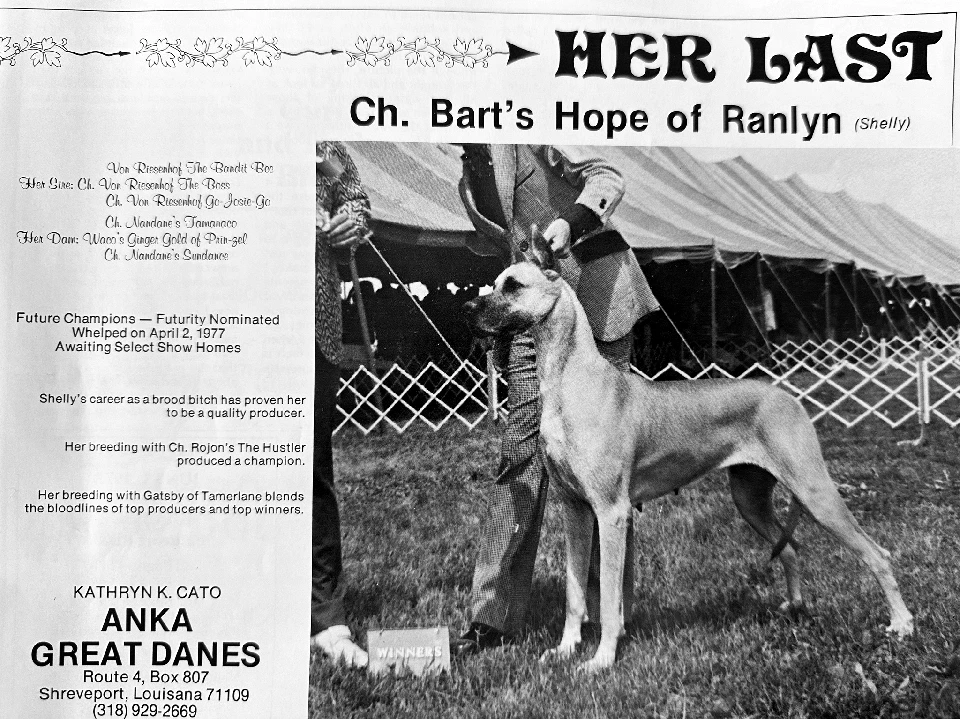 HER LAST
Ch. Bart's Hope of Ranlyn (Shelly)
Von Riesenhof The Bandit Boo
Her Sire: Ch. Von Riesenhof The Boss
Ch. Von Riesenhof Go-Josie-Go
Ch. Nandane's Tamanaco
Her Dam: Waco's Ginger Gold of Prin-zel
Ch. Nandane's Sundance
Future Champions — Futurity Nominated
Whelped on April 2, 1977
Awaiting Select Show Homes
Shelly's career as a brood bitch has proven her
to be a quality producer.
Her breeding with Ch. Rojon's The Hustler
produced a champion.
Her breeding with Gatsby of Tamerlane blends
the bloodlines of top producers and top winners.
KATHRYN K. CATO
ANKA
GREAT DANES
Route 4, Box 807
Shreveport, Louisana 71109
(318) 929-2669
WINNERS